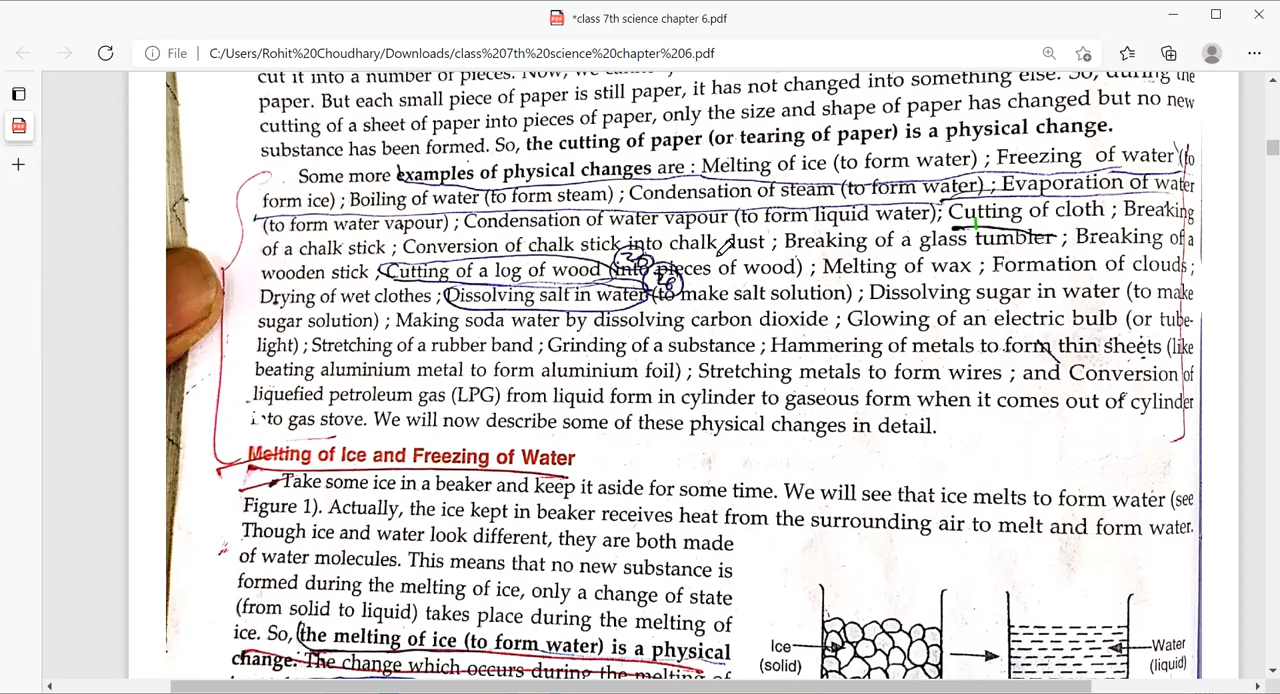 *class 7th science chapter 6.pdf
File | C:/Users/Rohit%20Choudhary/Downloads/class%207th%20science%20chapter%206.pdf
cut it into a number of pieces. Now,
paper. But each small piece of paper is still paper, it has not changed into something else. So, during the
cutting of a sheet of paper into pieces of paper, only the size and shape of paper has changed but no new
substance has been formed. So, the cutting of paper (or tearing of paper) is a physical change.
Some more examples of physical changes are : Melting of ice (to form water) ; Freezing of water (to
form ice) ; Boiling of water (to form steam) ; Condensation of steam (to form water) ; Evaporation of water
(to form water vapour) ; Condensation of water vapour (to form liquid water); Cutting of cloth ; Breaking
of a chalk stick ; Conversion of chalk stick into chalk dust ; Breaking of a glass tumbler ; Breaking of a
wooden stick ; Cutting of a log of wood (into pieces of wood) ; Melting of wax ; Formation of clouds ;
Drying of wet clothes ; Dissolving salt in water (to make salt solution) ; Dissolving sugar in water (to make
sugar solution) ; Making soda water by dissolving carbon dioxide ; Glowing of an electric bulb (or tube-
light) ; Stretching of a rubber band ; Grinding of a substance ; Hammering of metals to form thin sheets (like
beating aluminium metal to form aluminium foil) ; Stretching metals to form wires ; and Conversion of
liquefied petroleum gas (LPG) from liquid form in cylinder to gaseous form when it comes out of cylinder
to gas stove. We will now describe some of these physical changes in detail.
Melting of Ice and Freezing of Water
Take some ice in a beaker and keep it aside for some time. We will see that ice melts to form water (see
Figure 1). Actually, the ice kept in beaker receives heat from the surrounding air to melt and form water.
Though ice and water look different, they are both made
of water molecules. This means that no new substance is
formed during the melting of ice, only a change of state
(from solid to liquid) takes place during the melting of
ice. So, (the melting of ice (to form water) is a physical
change. The change which occurs during the melting of
Ice
(solid)
Water
(liquid)